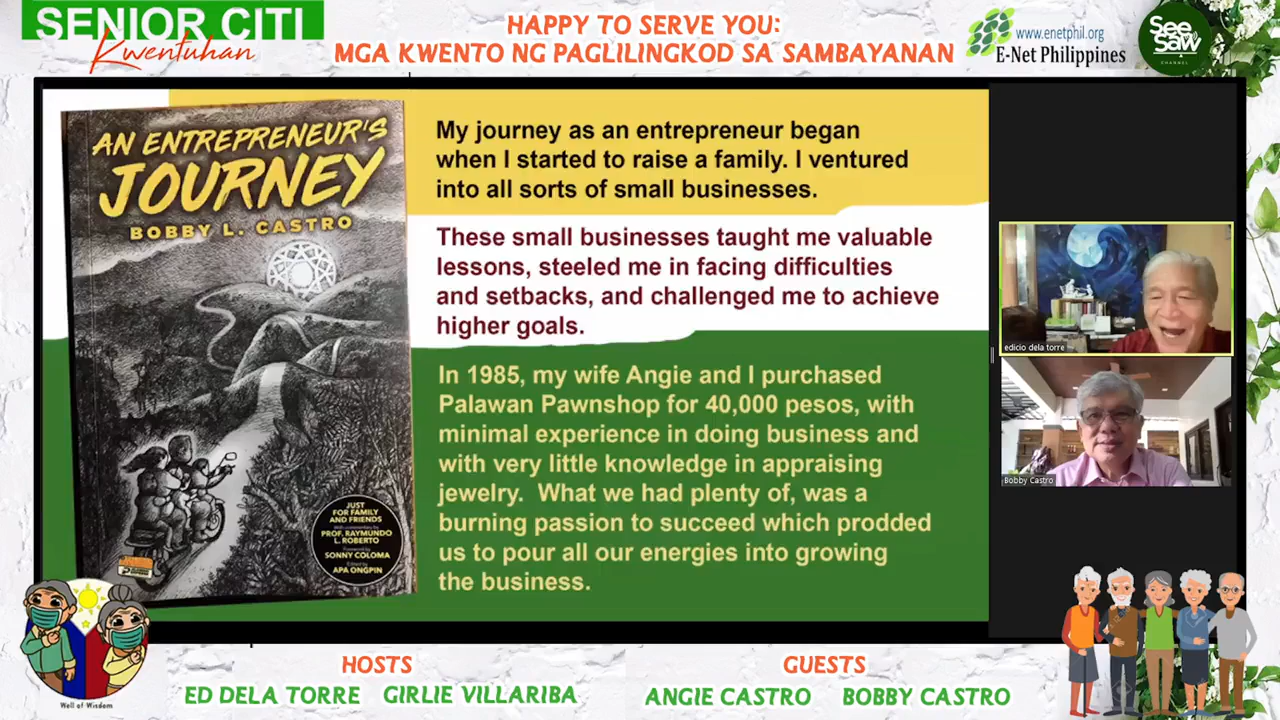 SENIOR CITI
Kwentuhan
HAPPY TO SERVE YOU:
MGA KWENTO NG PAGLILINGKOD SA SAMBAYANAN
www.enetphil.org
E-Net Philippines
See
Saw
CHANNEL
AN ENTREPRENEUR'S
JOURNEY
BOBBY L. CASTRO
JUST
FOR FAMILY
AND FRIENDS
With commentary by
PROF. RAYMUNDO
L. ROBERTO
Foreword by
SONNY COLOMA
Edited by
APA ONGPIN
My journey as an entrepreneur began
when I started to raise a family. I ventured
into all sorts of small businesses.
These small businesses taught me valuable
lessons, steeled me in facing difficulties
and setbacks, and challenged me to achieve
higher goals.
In 1985, my wife Angie and I purchased
Palawan Pawnshop for 40,000 pesos, with
minimal experience in doing business and
with very little knowledge in appraising
jewelry. What we had plenty of, was a
burning passion to succeed which prodded
us to pour all our energies into growing
the business.
edicio dela torre
Bobby Castro
Well of Wisdom
HOSTS
ED DELA TORRE GIRLIE VILLARIBA
GUESTS
ANGIE CASTRO BOBBY CASTRO